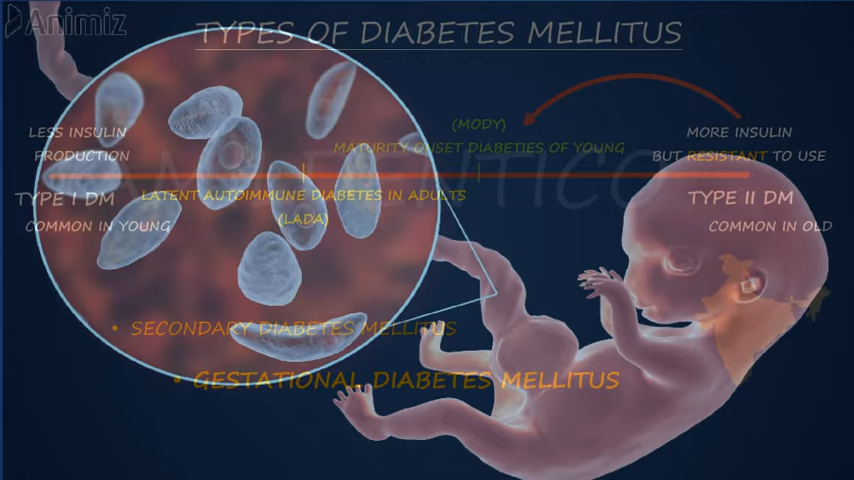 Animiz
TYPES OF DIABETES MELLITUS
(MODY)
MATURITY ONSET DIABETIES OF YOUNG
LESS INSULIN
PRODUCTION
MORE INSULIN
BUT RESISTANT TO USE
TYPE I DM
COMMON IN YOUNG
LATENT AUTOIMMUNE DIABETES IN ADULTS
(LADA)
TYPE II DM
COMMON IN OLD
• SECONDARY DIABETES MELLITUS
• GESTATIONAL DIABETES MELLITUS